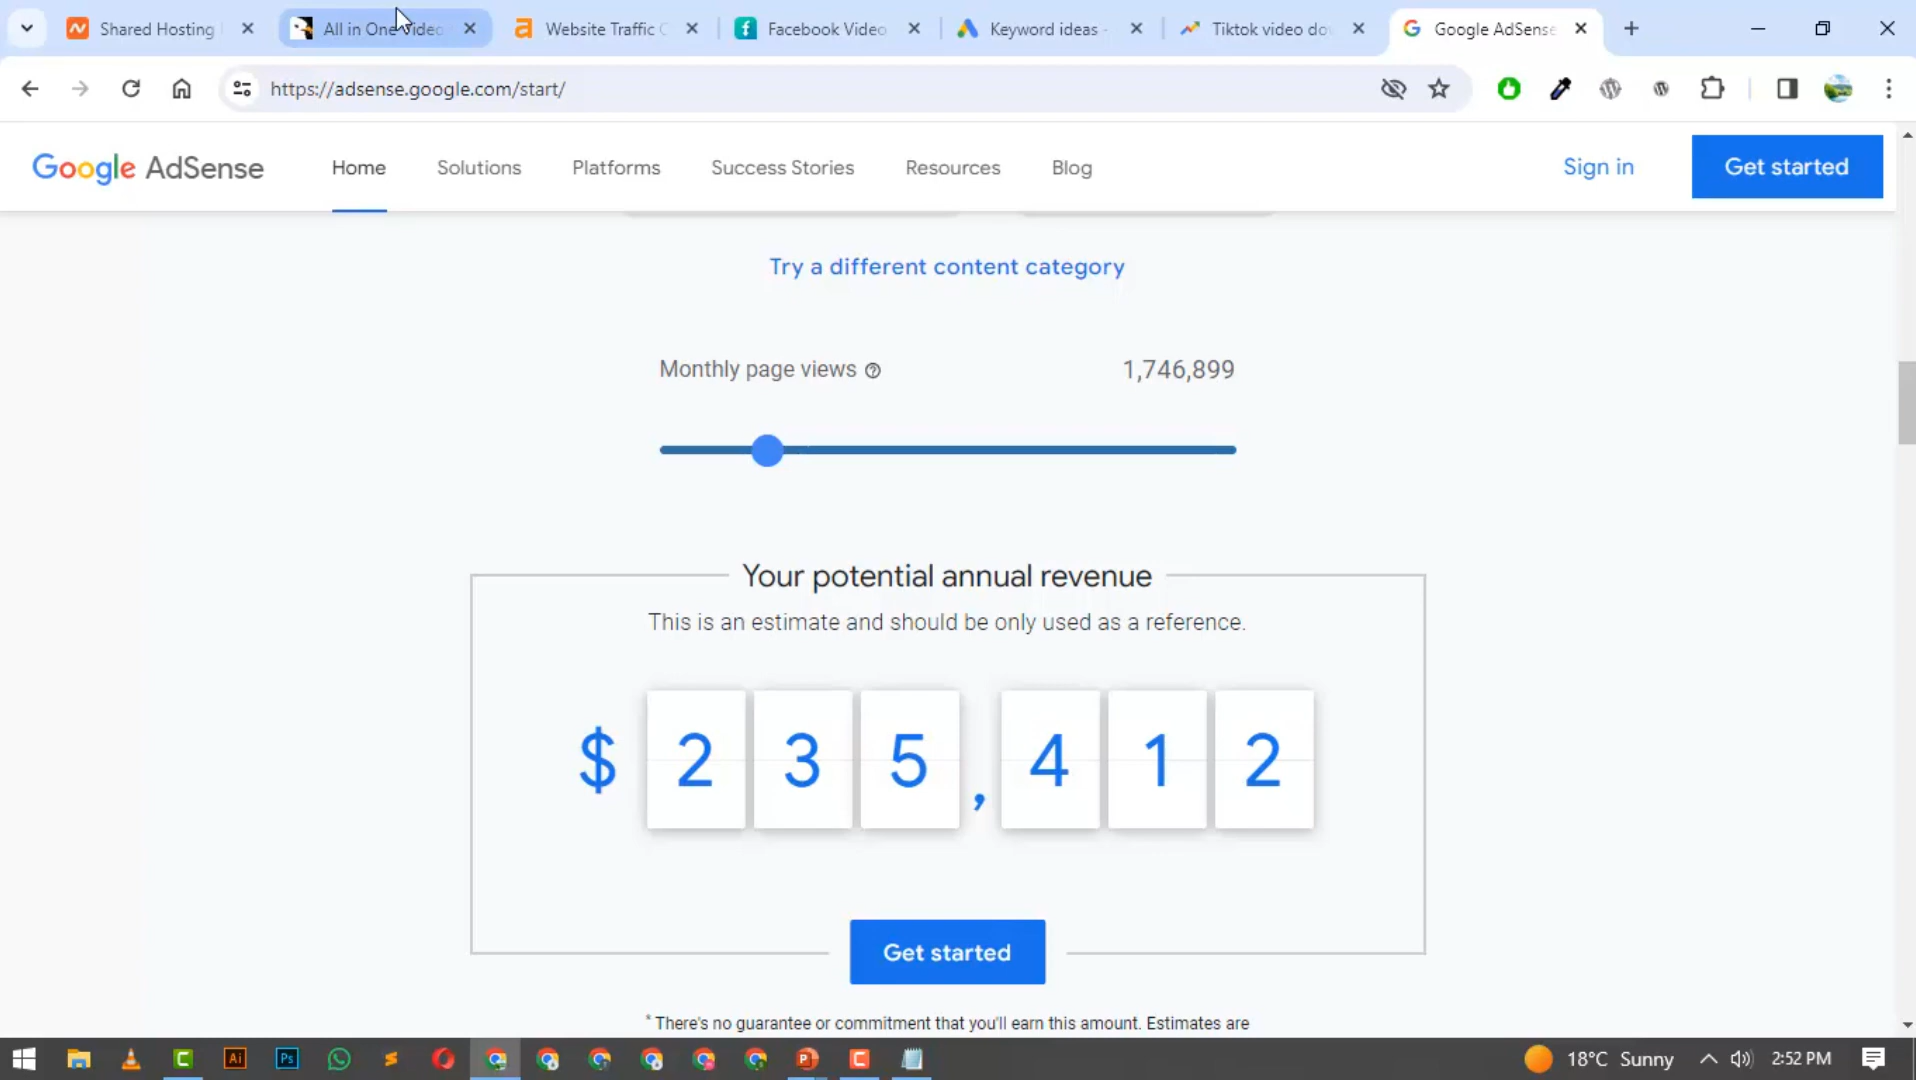 Shared Hosting
All in One Video
Website Traffic C
Facebook Video
Keyword ideas -
Tiktok video do
Google AdSense
https://adsense.google.com/start/
Google AdSense
Home
Solutions
Platforms
Success Stories
Resources
Blog
Sign in
Get started
Try a different content category
Monthly page views
1,746,899
Your potential annual revenue
This is an estimate and should be only used as a reference.
$ 235,412
Get started
* There's no guarantee or commitment that you'll earn this amount. Estimates are
18°C Sunny
2:52 PM